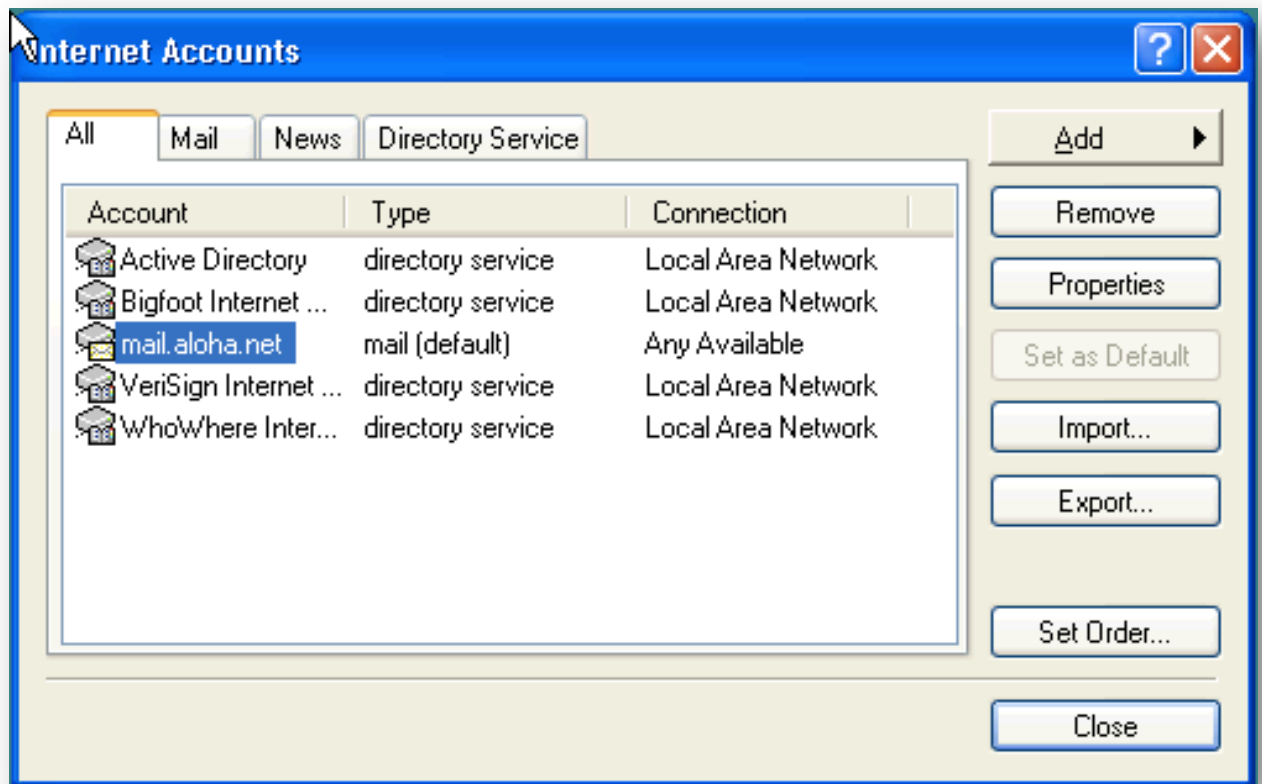 Internet Accounts
All Mail News Directory Service
Add
Account Type Connection
Remove
Active Directory directory service Local Area Network
Bigfoot Internet ... directory service Local Area Network
Properties
mail.aloha.net mail (default) Any Available
Set as Default
VeriSign Internet ... directory service Local Area Network
WhoWhere Inter... directory service Local Area Network
Import...
Export...
Set Order...
Close